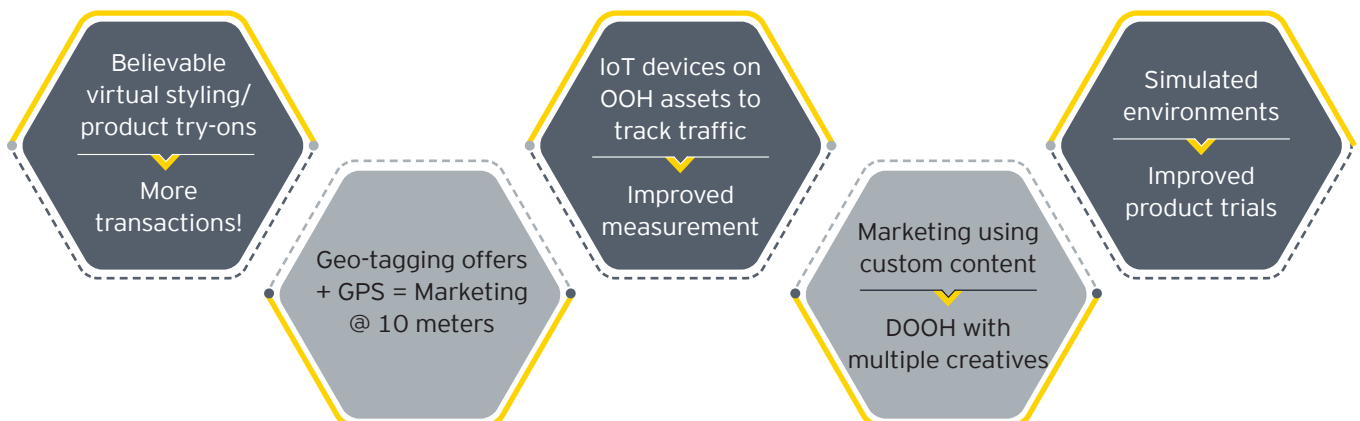 Believable
virtual styling/
product try-ons
More
transactions!
Geo-tagging offers
+ GPS = Marketing
@ 10 meters
IoT devices on
OOH assets to
track traffic
Improved
measurement
Marketing using
custom content
DOOH with
multiple creatives
Simulated
environments
Improved
product trials